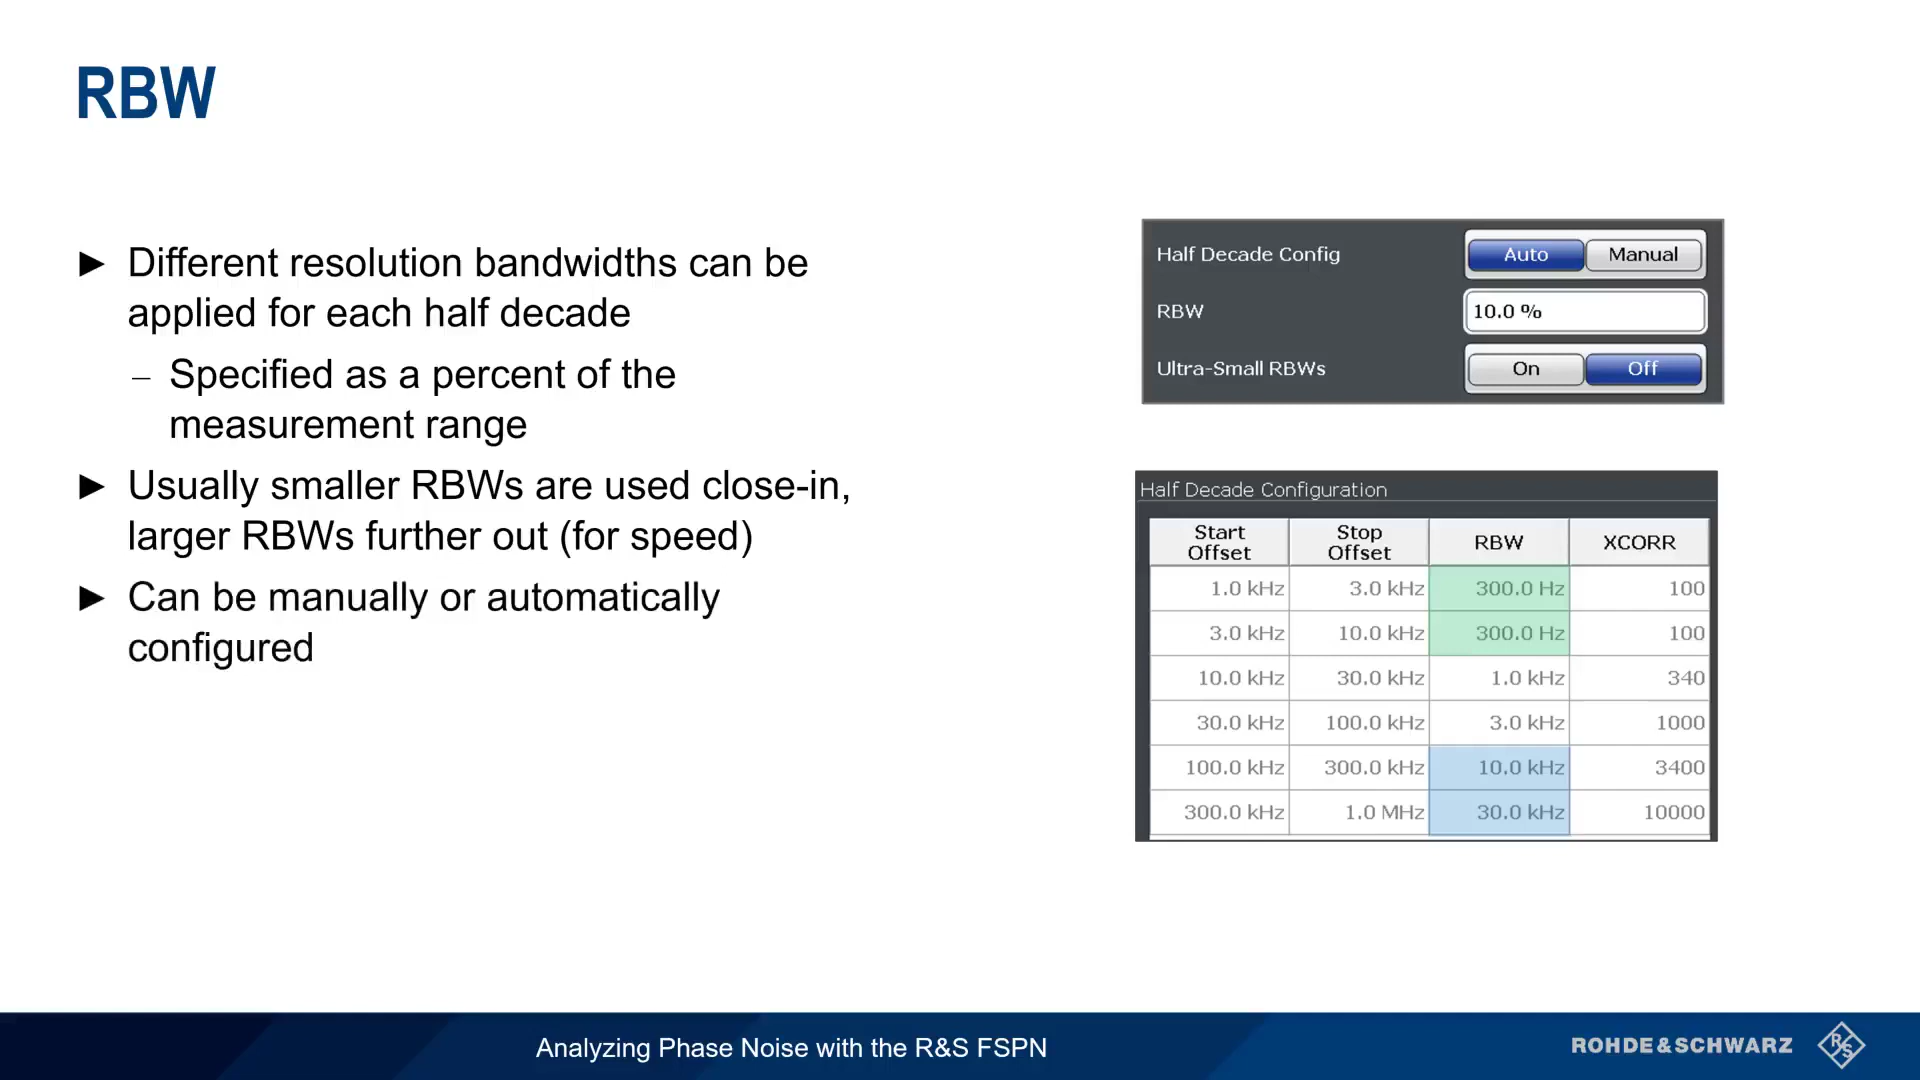 RBW
► Different resolution bandwidths can be
applied for each half decade
– Specified as a percent of the
measurement range
► Usually smaller RBWs are used close-in,
larger RBWs further out (for speed)
► Can be manually or automatically
configured
Half Decade Config Auto Manual
RBW 10.0 %
Ultra-Small RBWs On Off
Half Decade Configuration
Start Offset Stop Offset RBW XCORR
1.0 kHz 3.0 kHz 300.0 Hz 100
3.0 kHz 10.0 kHz 300.0 Hz 100
10.0 kHz 30.0 kHz 1.0 kHz 340
30.0 kHz 100.0 kHz 3.0 kHz 1000
100.0 kHz 300.0 kHz 10.0 kHz 3400
300.0 kHz 1.0 MHz 30.0 kHz 10000
Analyzing Phase Noise with the R&S FSPN
ROHDE&SCHWARZ
R&S